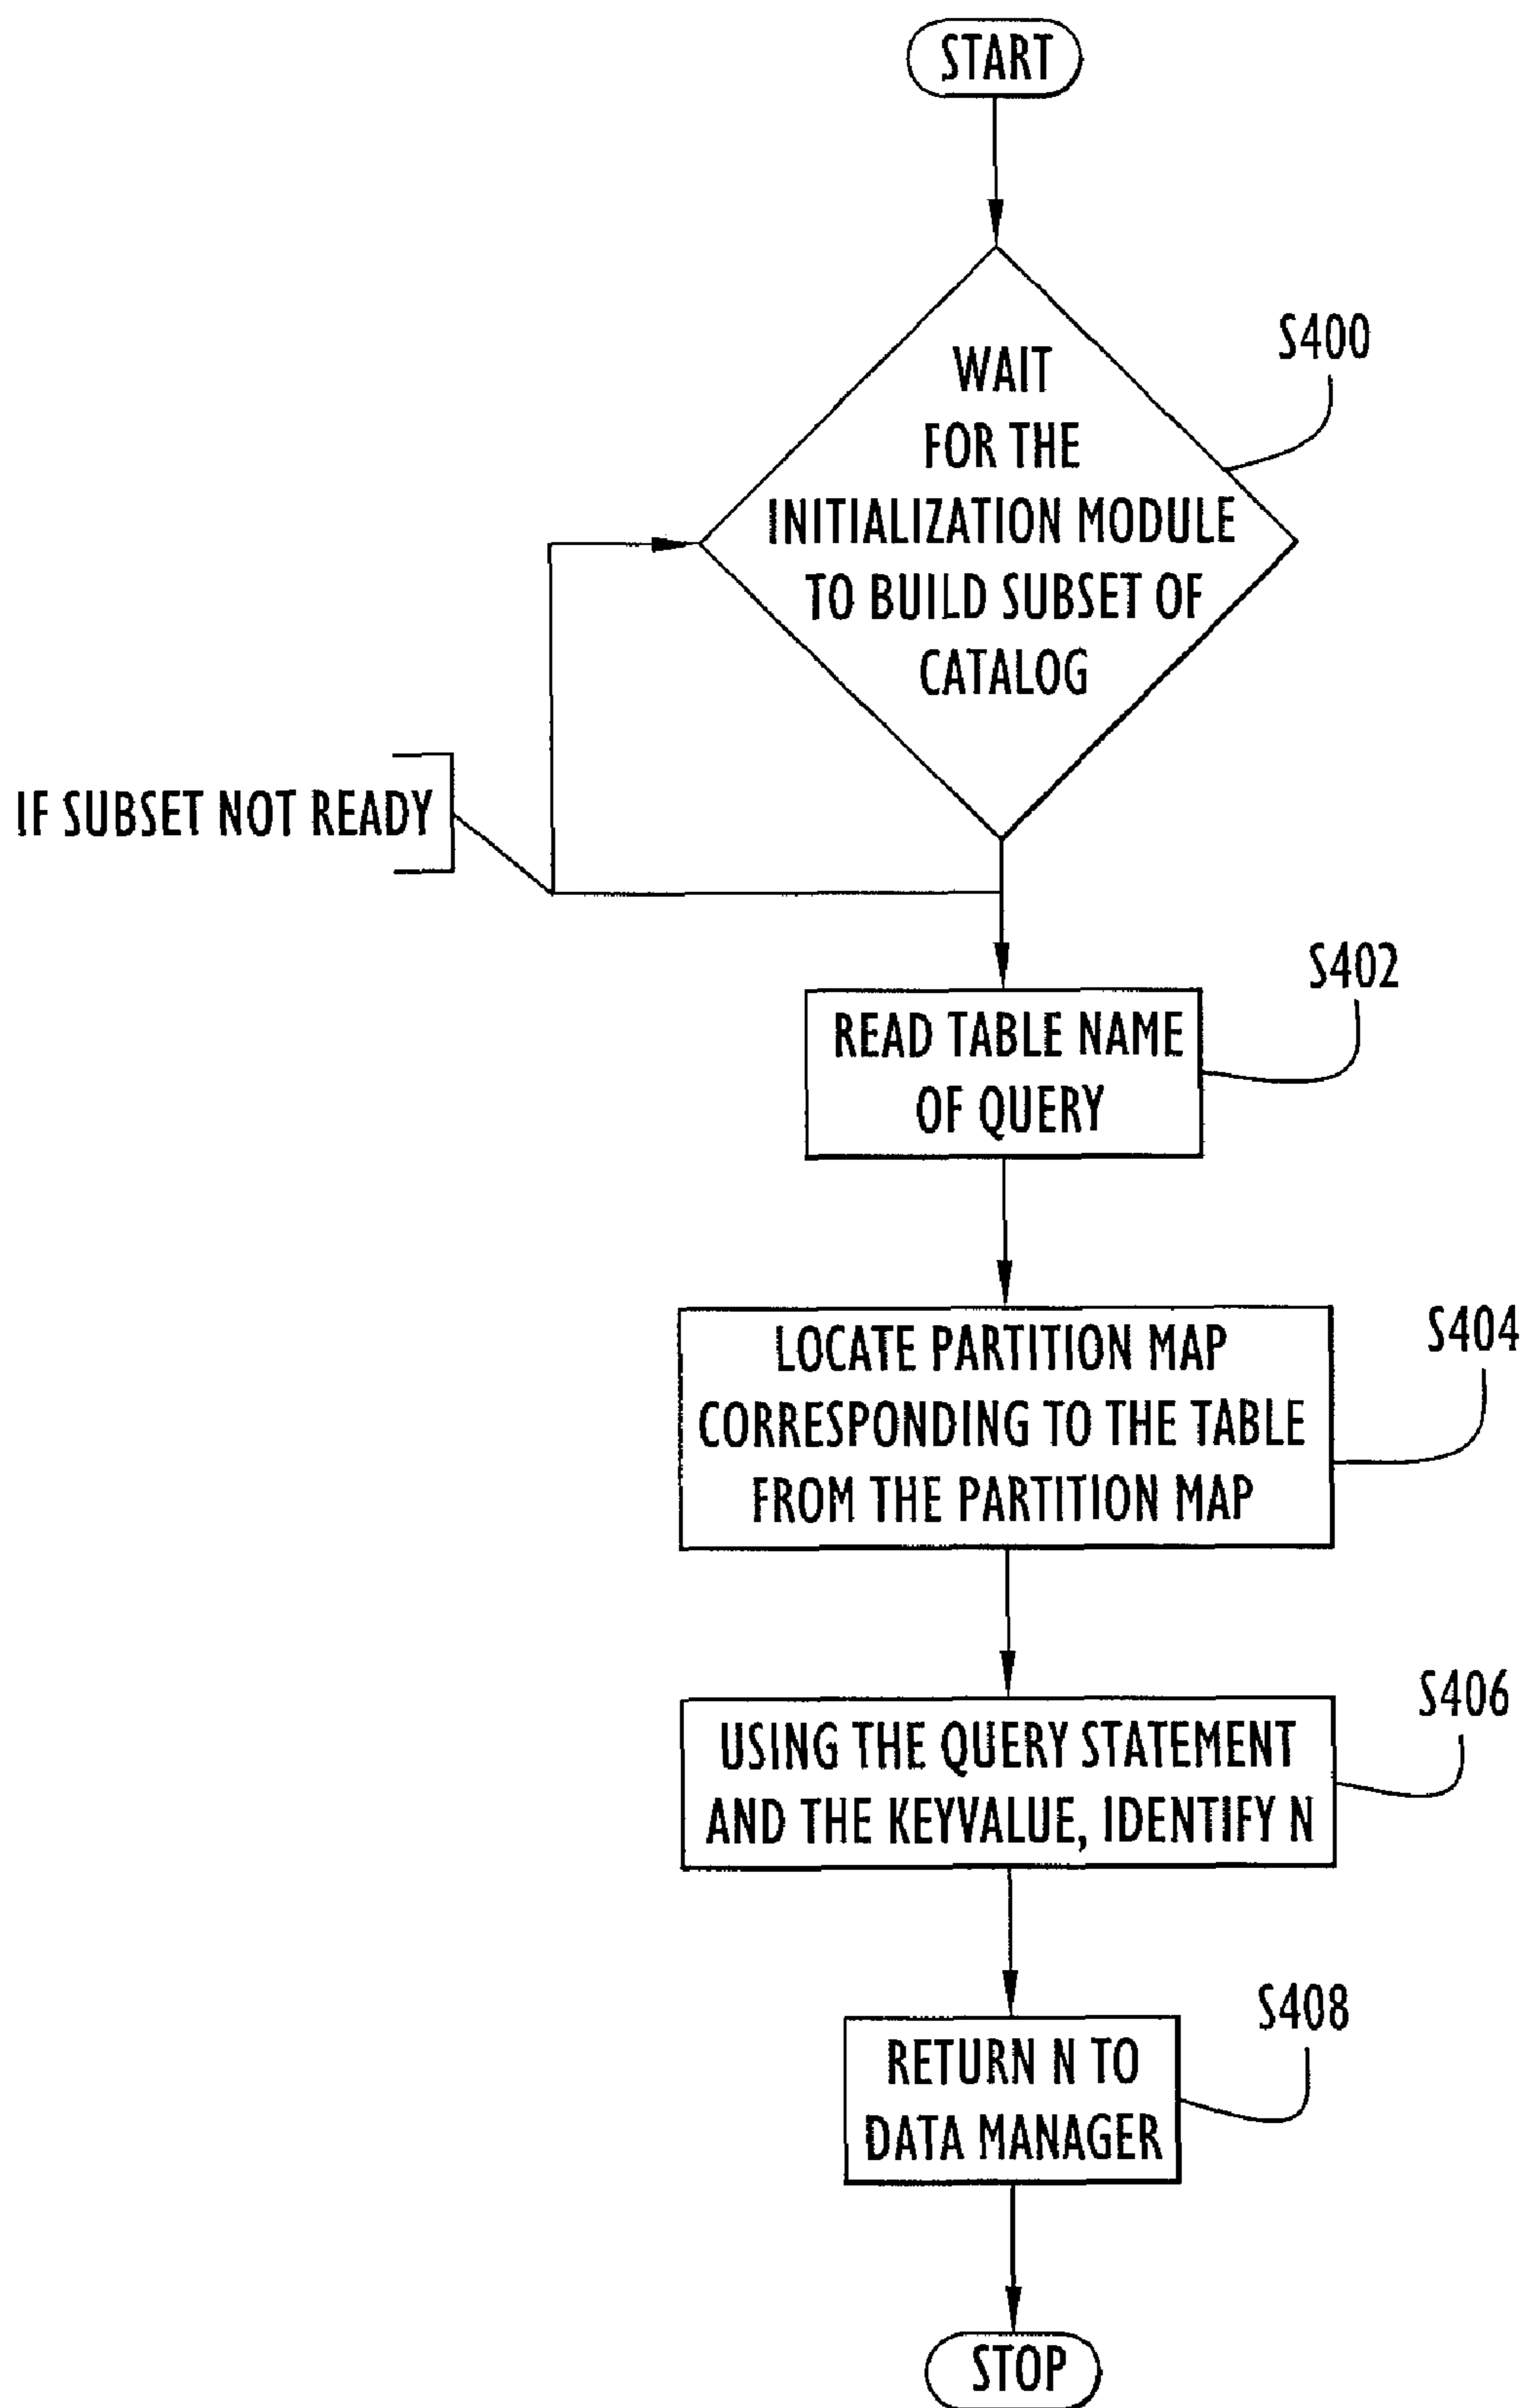 START
S400
WAIT
FOR THE
INITIALIZATION MODULE
TO BUILD SUBSET OF
CATALOG
IF SUBSET NOT READY
S402
READ TABLE NAME
OF QUERY
S404
LOCATE PARTITION MAP
CORRESPONDING TO THE TABLE
FROM THE PARTITION MAP
S406
USING THE QUERY STATEMENT
AND THE KEYVALUE, IDENTIFY N
S408
RETURN N TO
DATA MANAGER
STOP